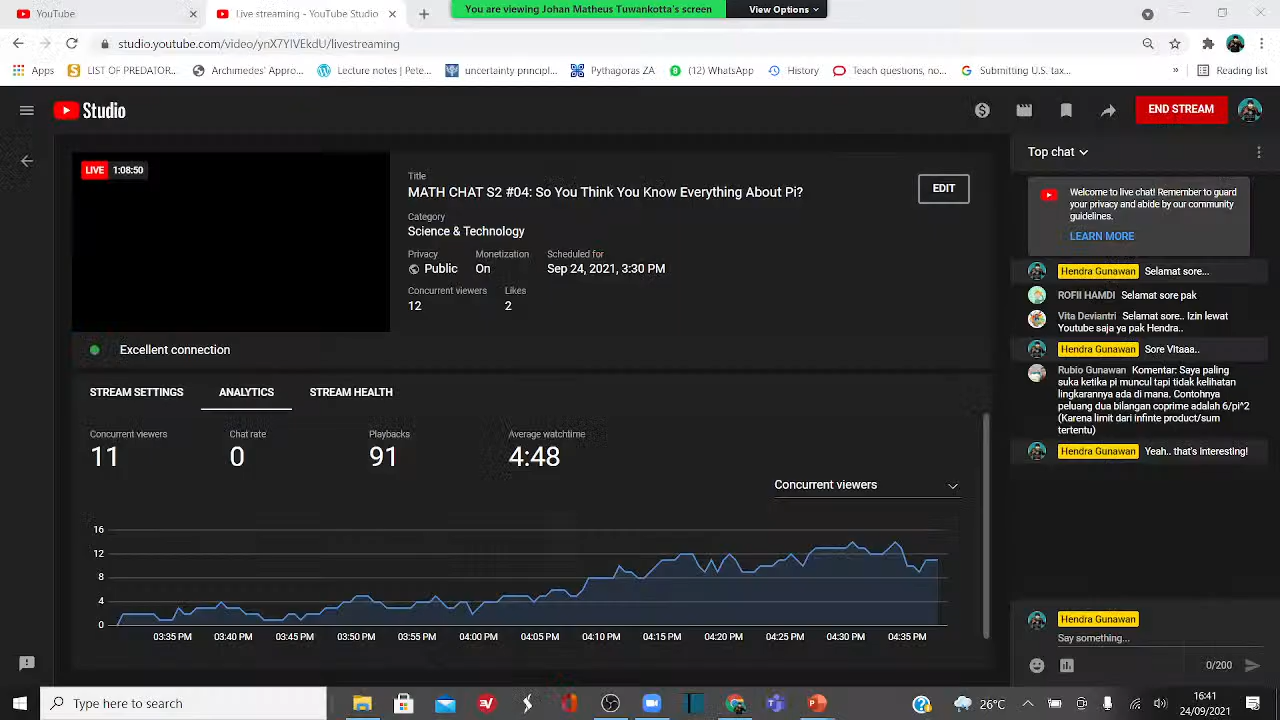 YouTube
Live streaming - YouTube Studio
You are viewing Johan Matheus Tuwankotta's screen
View Options
studio.youtube.com/video/ynX7YIVEkdU/livestreaming
Apps
LIST OF PREDATOR...
Archimedes' Appro...
Lecture notes | Pete...
uncertainty principl...
Pythagoras ZA
(12) WhatsApp
History
Teach questions, no...
Submitting U.S. tax...
»
Reading list
Studio
END STREAM
LIVE 1:08:50
Title
MATH CHAT S2 #04: So You Think You Know Everything About Pi?
EDIT
Category
Science & Technology
Privacy Monetization Scheduled for
Public On Sep 24, 2021, 3:30 PM
Concurrent viewers Likes
12 2
Excellent connection
STREAM SETTINGS ANALYTICS STREAM HEALTH
Concurrent viewers Chat rate Playbacks Average watchtime
11 0 91 4:48
Concurrent viewers
16
12
8
4
0
03:35 PM 03:40 PM 03:45 PM 03:50 PM 03:55 PM 04:00 PM 04:05 PM 04:10 PM 04:15 PM 04:20 PM 04:25 PM 04:30 PM 04:35 PM
Top chat
Welcome to live chat! Remember to guard
your privacy and abide by our community
guidelines.
LEARN MORE
Hendra Gunawan Selamat sore...
ROFII HAMDI Selamat sore pak
Vita Deviantri Selamat sore.. Izin lewat
Youtube saja ya pak Hendra..
Hendra Gunawan Sore Vitaaa..
Rubio Gunawan Komentar: Saya paling
suka ketika pi muncul tapi tidak kelihatan
lingkarannya ada di mana. Contohnya
peluang dua bilangan coprime adalah 6/pi^2
(Karena limit dari infinite product/sum
tertentu)
Hendra Gunawan Yeah.. that's interesting!
Hendra Gunawan
Say something...
0/200
Type here to search
26°C
16:41
24/09/2021